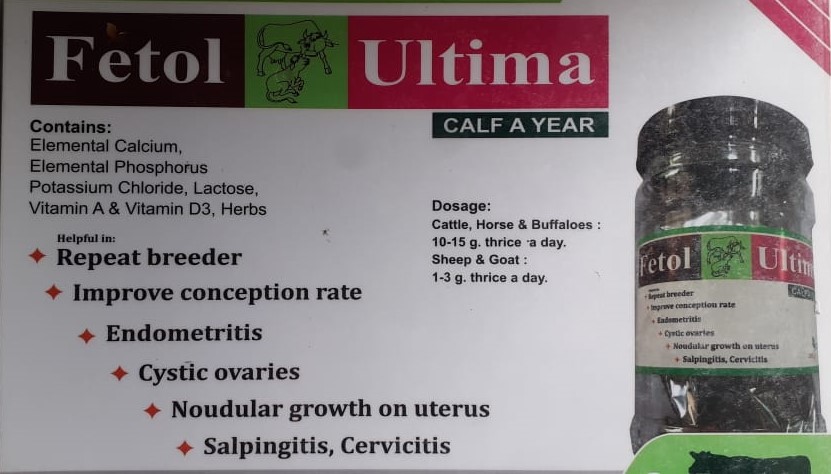 Fetol Ultima
CALF A YEAR
Contains:
Elemental Calcium,
Elemental Phosphorus
Potassium Chloride, Lactose,
Vitamin A & Vitamin D3, Herbs
Dosage:
Cattle, Horse & Buffaloes :
10-15 g. thrice a day.
Sheep & Goat :
1-3 g. thrice a day.
Helpful in:
Repeat breeder
Improve conception rate
Endometritis
Cystic ovaries
Noudular growth on uterus
Salpingitis, Cervicitis
Fetol Ultim
Repeat breeder
Improve conception rate
Endometritis
Cystic ovaries
Noudular growth on uterus
Salpingitis, Cervicitis